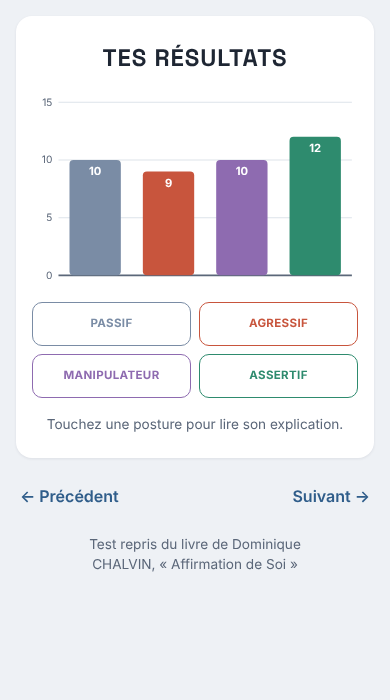 TES RÉSULTATS
15
10
5
0
10
9
10
12
PASSIF
AGRESSIF
MANIPULATEUR
ASSERTIF
Touchez une posture pour lire son explication.
← Précédent
Suivant →
Test repris du livre de Dominique
CHALVIN, « Affirmation de Soi »